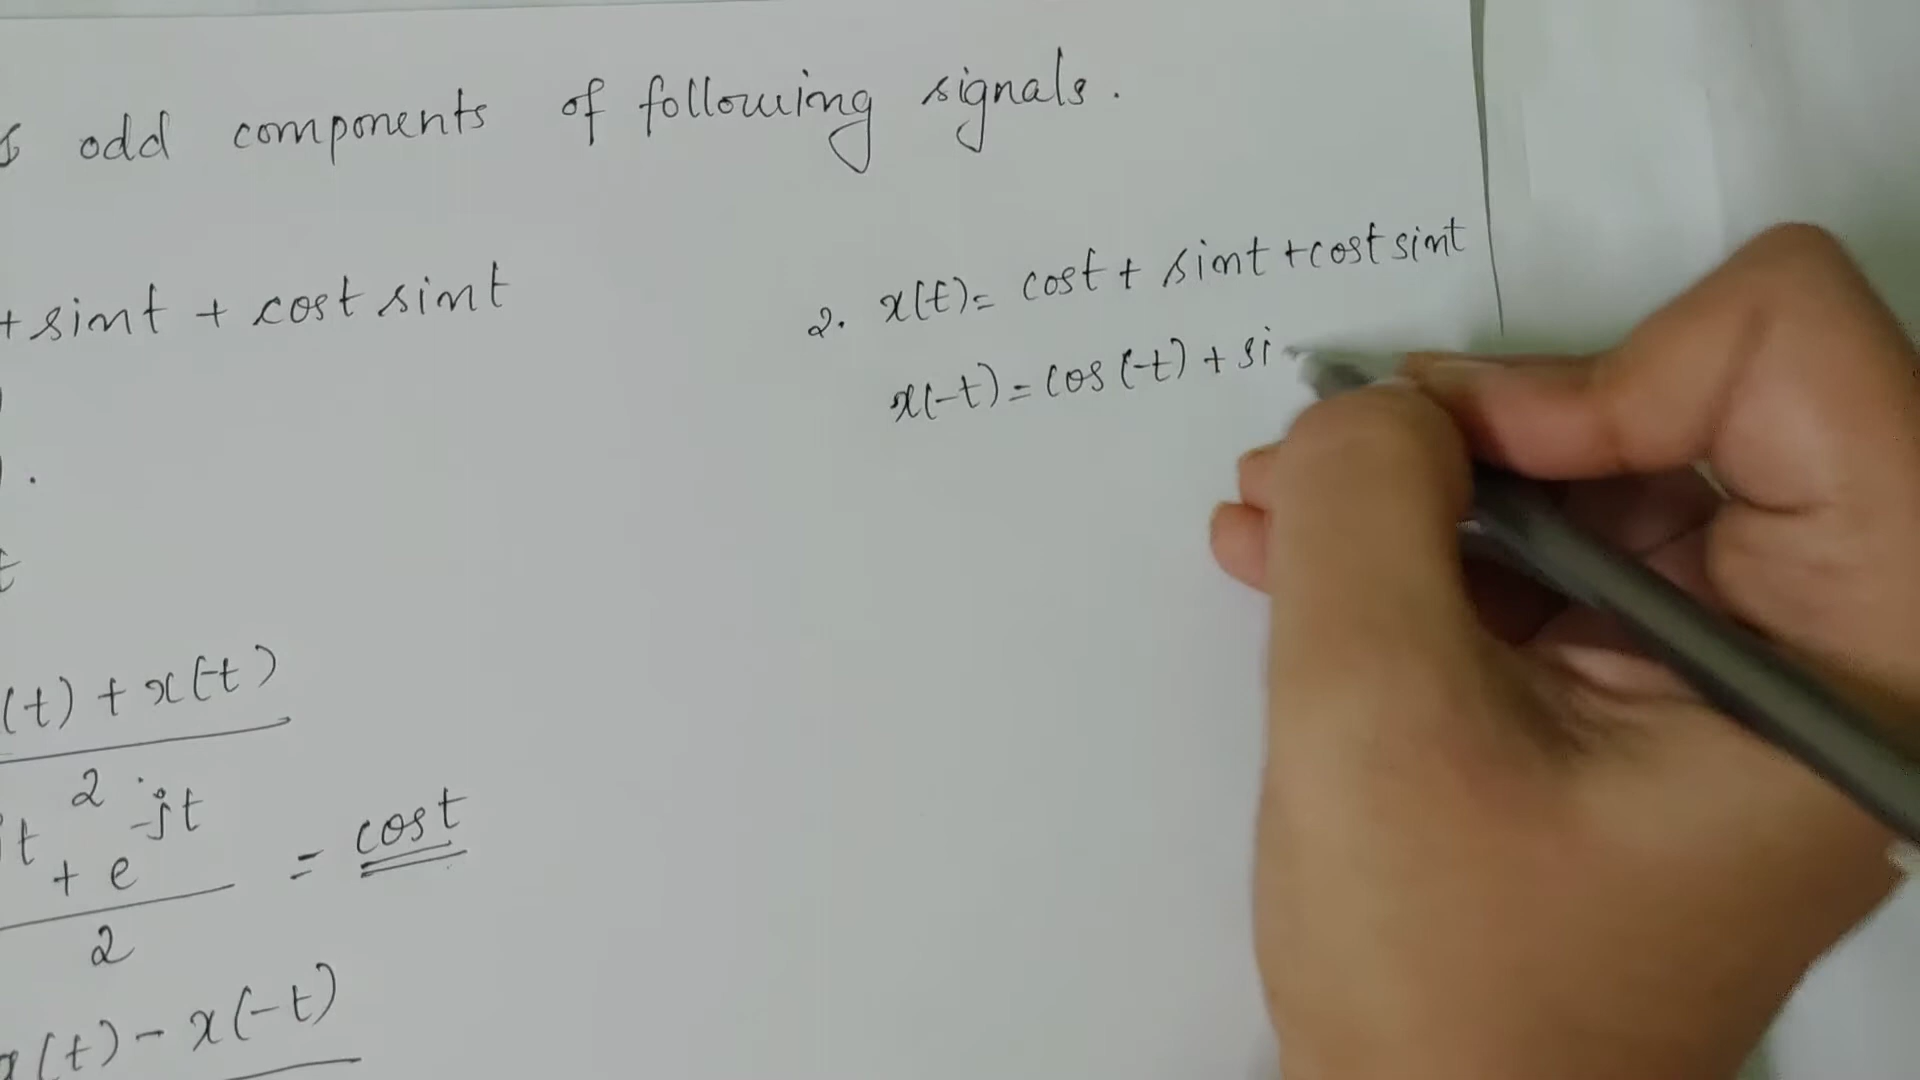 odd components of following signals.
+ sint + cost sint
2. x(t) = cost + sint + cost sint
x(-t) = cos(-t) + si
.
t
(t) + x(-t)
2
t + e^-jt = cost
2
x(t) - x(-t)